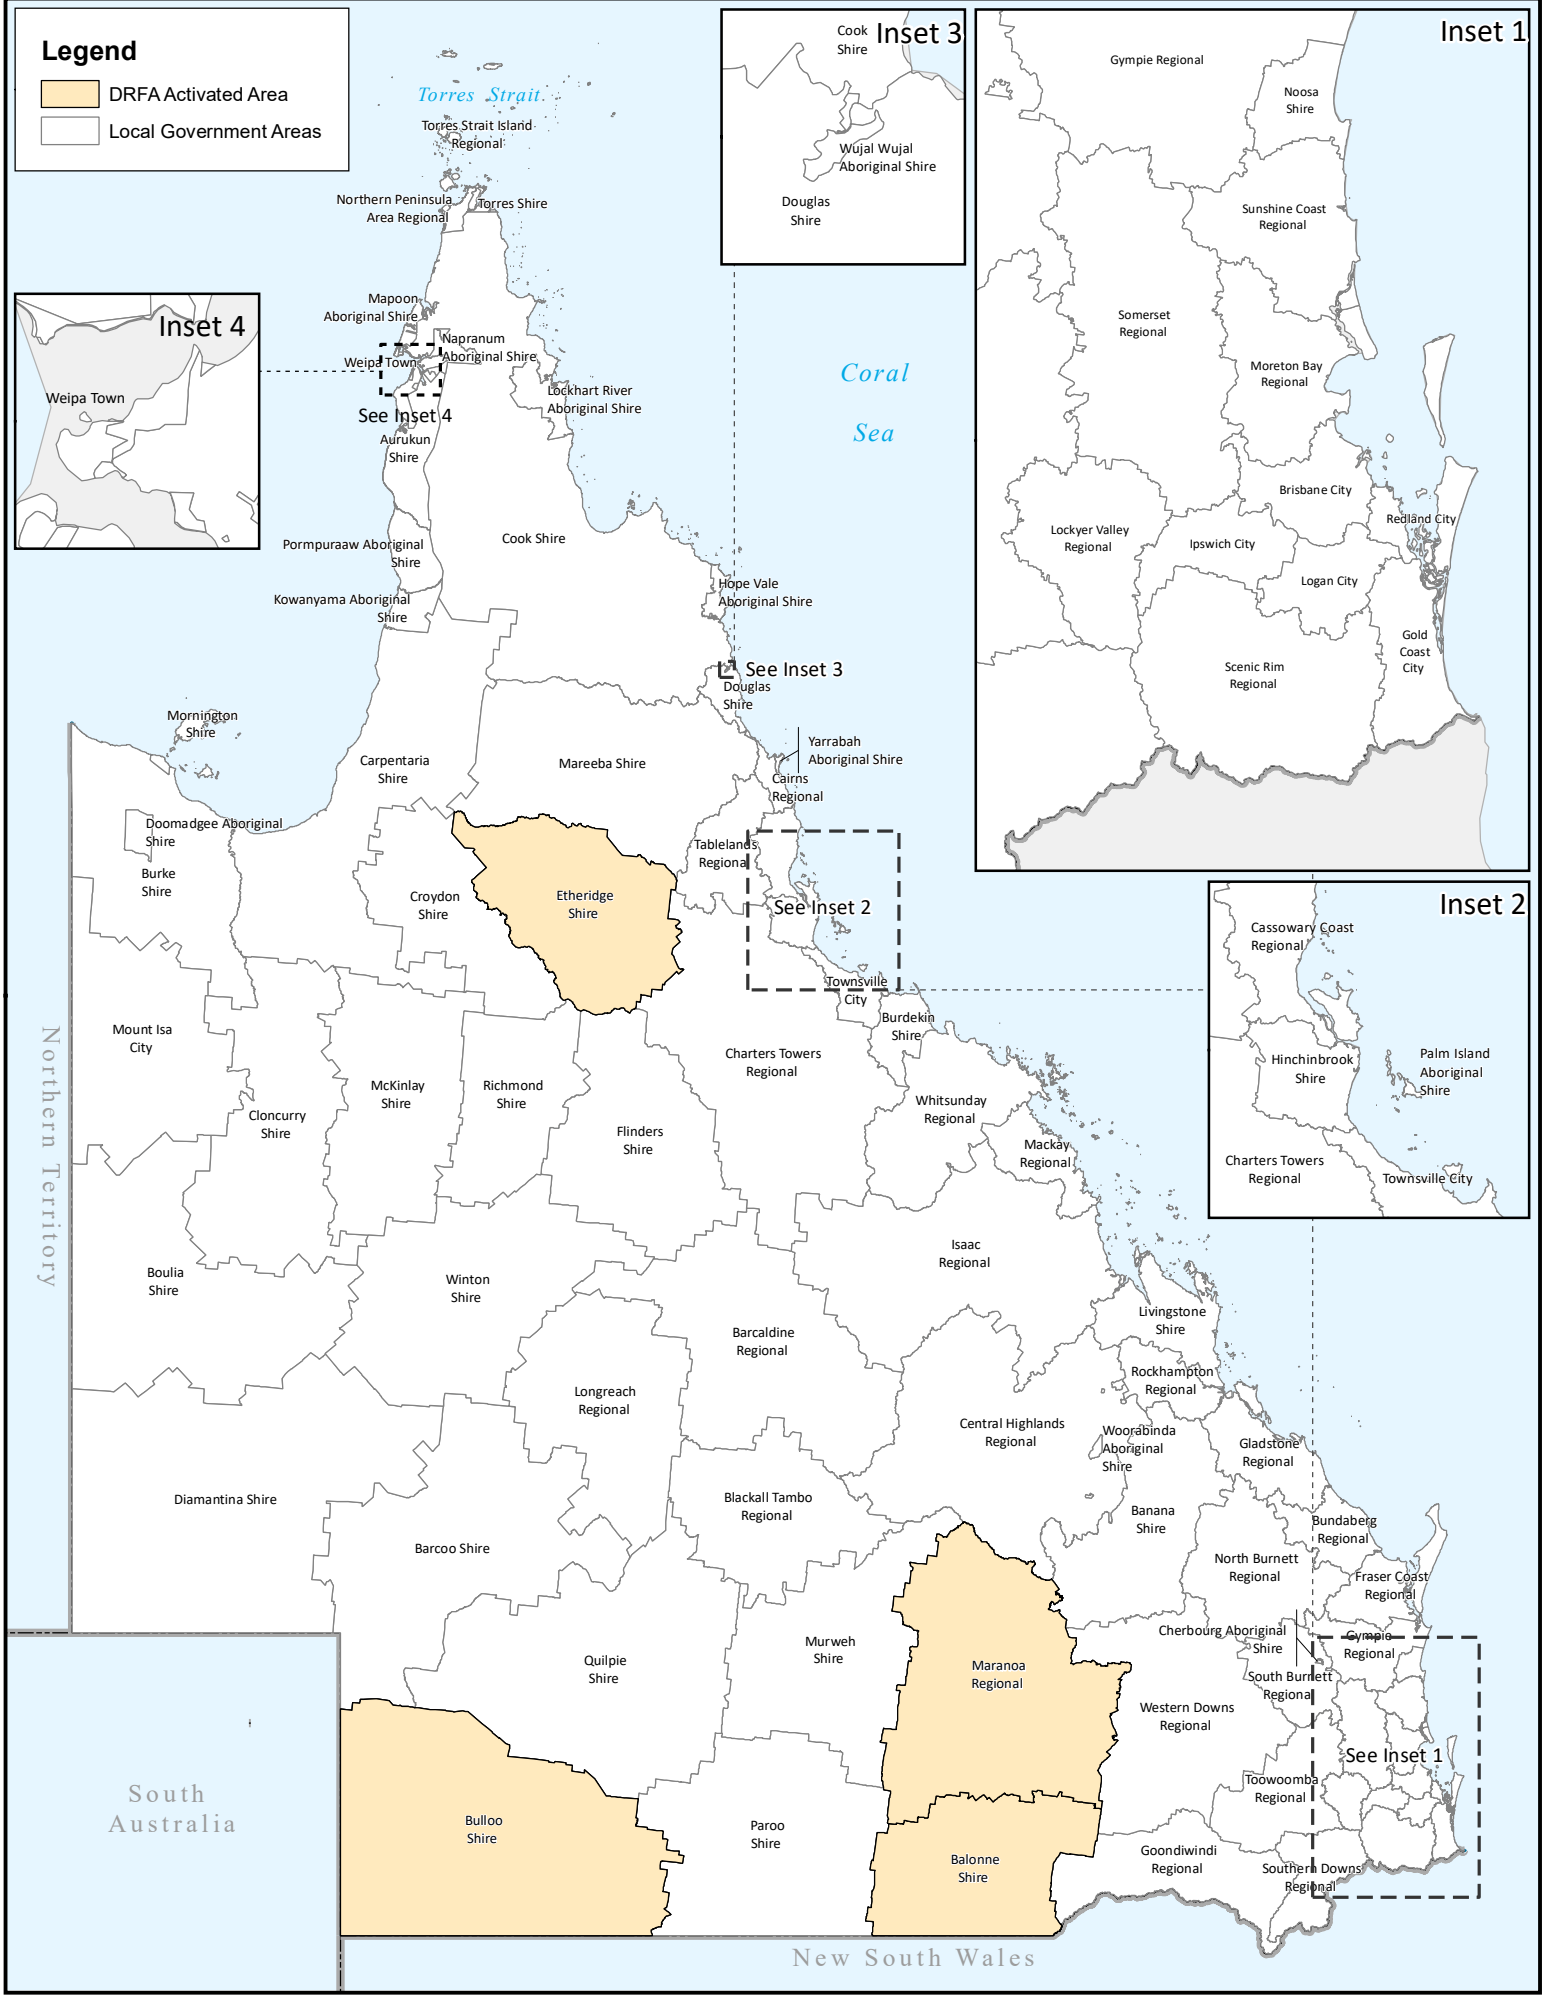 Legend
DRFA Activated Area
Local Government Areas
Torres Strait
Torres Strait Island
Regional
Northern Peninsula
Area Regional
Torres Shire
Mapoon
Aboriginal Shire
Napranum
Aboriginal Shire
Weipa Town
See Inset 4
Lockhart River
Aboriginal Shire
Aurukun
Shire
Coral
Sea
Pormpuraaw Aboriginal
Shire
Cook Shire
Kowanyama Aboriginal
Shire
Hope Vale
Aboriginal Shire
See Inset 3
Douglas
Shire
Mornington
Shire
Carpentaria
Shire
Mareeba Shire
Yarrabah
Aboriginal Shire
Cairns
Regional
Doomadgee Aboriginal
Shire
Burke
Shire
Croydon
Shire
Etheridge
Shire
Tablelands
Regional
See Inset 2
Townsville
City
Burdekin
Shire
Mount Isa
City
Cloncurry
Shire
McKinlay
Shire
Richmond
Shire
Flinders
Shire
Charters Towers
Regional
Whitsunday
Regional
Mackay
Regional
Northern Territory
Boulia
Shire
Winton
Shire
Isaac
Regional
Barcaldine
Regional
Livingstone
Shire
Longreach
Regional
Rockhampton
Regional
Central Highlands
Regional
Woorabinda
Aboriginal
Shire
Gladstone
Regional
Diamantina Shire
Blackall Tambo
Regional
Banana
Shire
Bundaberg
Regional
Barcoo Shire
North Burnett
Regional
Fraser Coast
Regional
Cherbourg Aboriginal
Shire
Gympie
Regional
Quilpie
Shire
Murweh
Shire
Maranoa
Regional
South Burnett
Regional
Western Downs
Regional
See Inset 1
Toowoomba
Regional
South
Australia
Bulloo
Shire
Paroo
Shire
Balonne
Shire
Goondiwindi
Regional
Southern Downs
Regional
New South Wales
Inset 4
Weipa Town
Inset 3
Cook
Shire
Wujal Wujal
Aboriginal Shire
Douglas
Shire
Inset 1
Gympie Regional
Noosa
Shire
Sunshine Coast
Regional
Somerset
Regional
Moreton Bay
Regional
Brisbane City
Redland City
Lockyer Valley
Regional
Ipswich City
Logan City
Gold
Coast
City
Scenic Rim
Regional
Inset 2
Cassowary Coast
Regional
Hinchinbrook
Shire
Palm Island
Aboriginal
Shire
Charters Towers
Regional
Townsville City